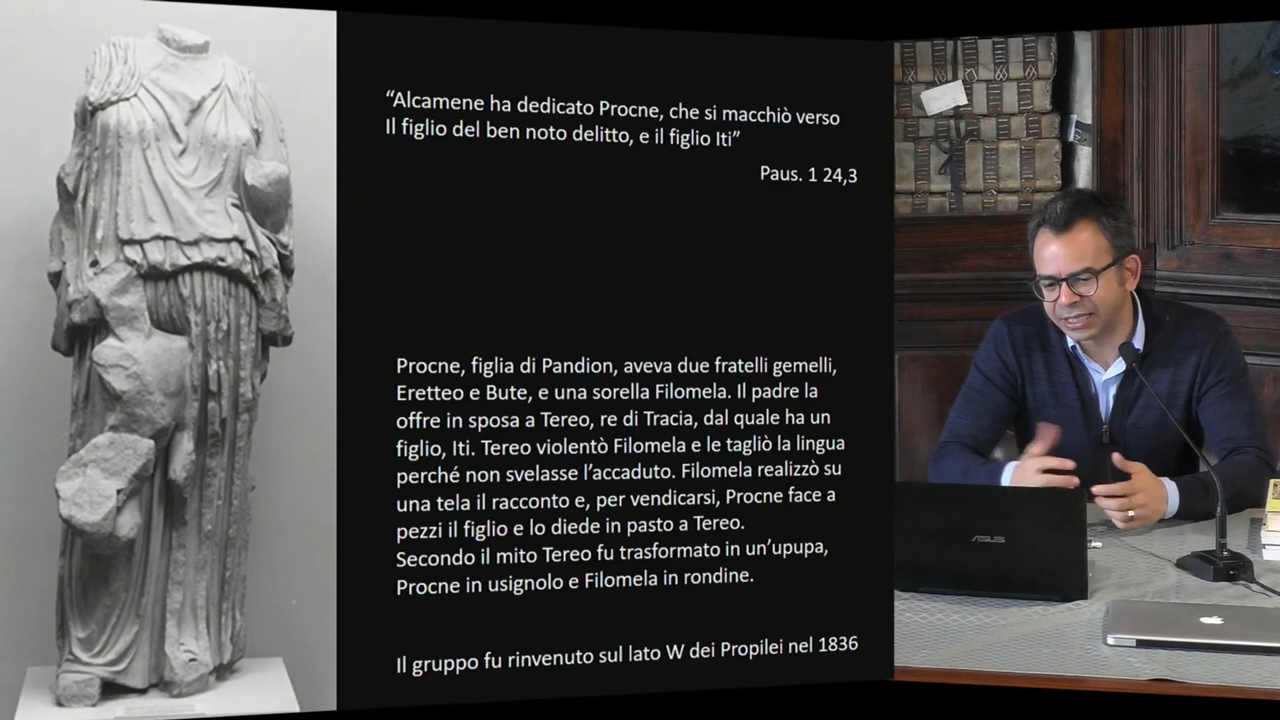 “Alcamene ha dedicato Procne, che si macchiò verso
Il figlio del ben noto delitto, e il figlio Iti”
Paus. 1 24,3
Procne, figlia di Pandion, aveva due fratelli gemelli,
Eretteo e Bute, e una sorella Filomela. Il padre la
offre in sposa a Tereo, re di Tracia, dal quale ha un
figlio, Iti. Tereo violentò Filomela e le tagliò la lingua
perché non svelasse l’accaduto. Filomela realizzò su
una tela il racconto e, per vendicarsi, Procne face a
pezzi il figlio e lo diede in pasto a Tereo.
Secondo il mito Tereo fu trasformato in un’upupa,
Procne in usignolo e Filomela in rondine.
Il gruppo fu rinvenuto sul lato W dei Propilei nel 1836
ASUS